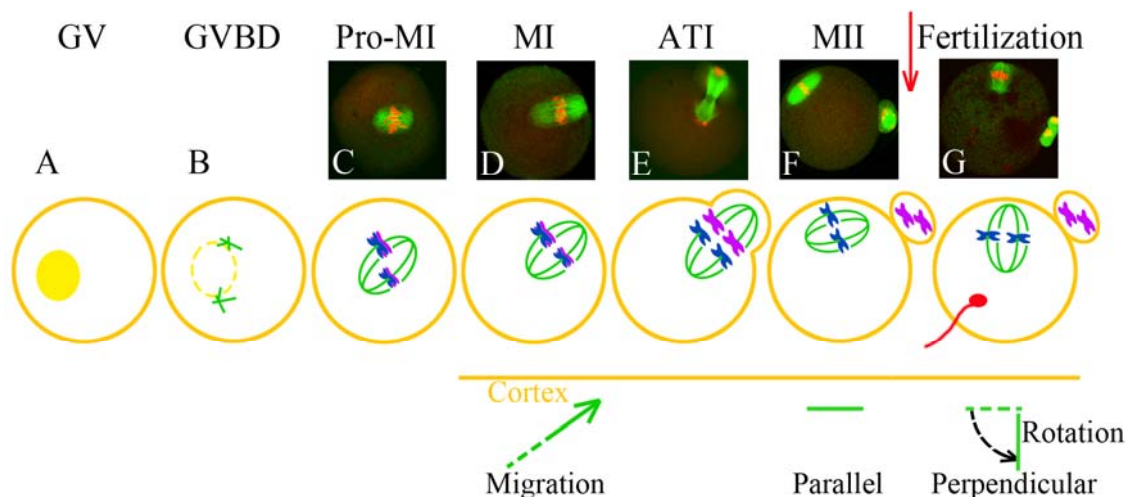 GV GVBD Pro-MI MI ATI MII Fertilization
A B C D E F G
Cortex
Rotation
Migration Parallel Perpendicular